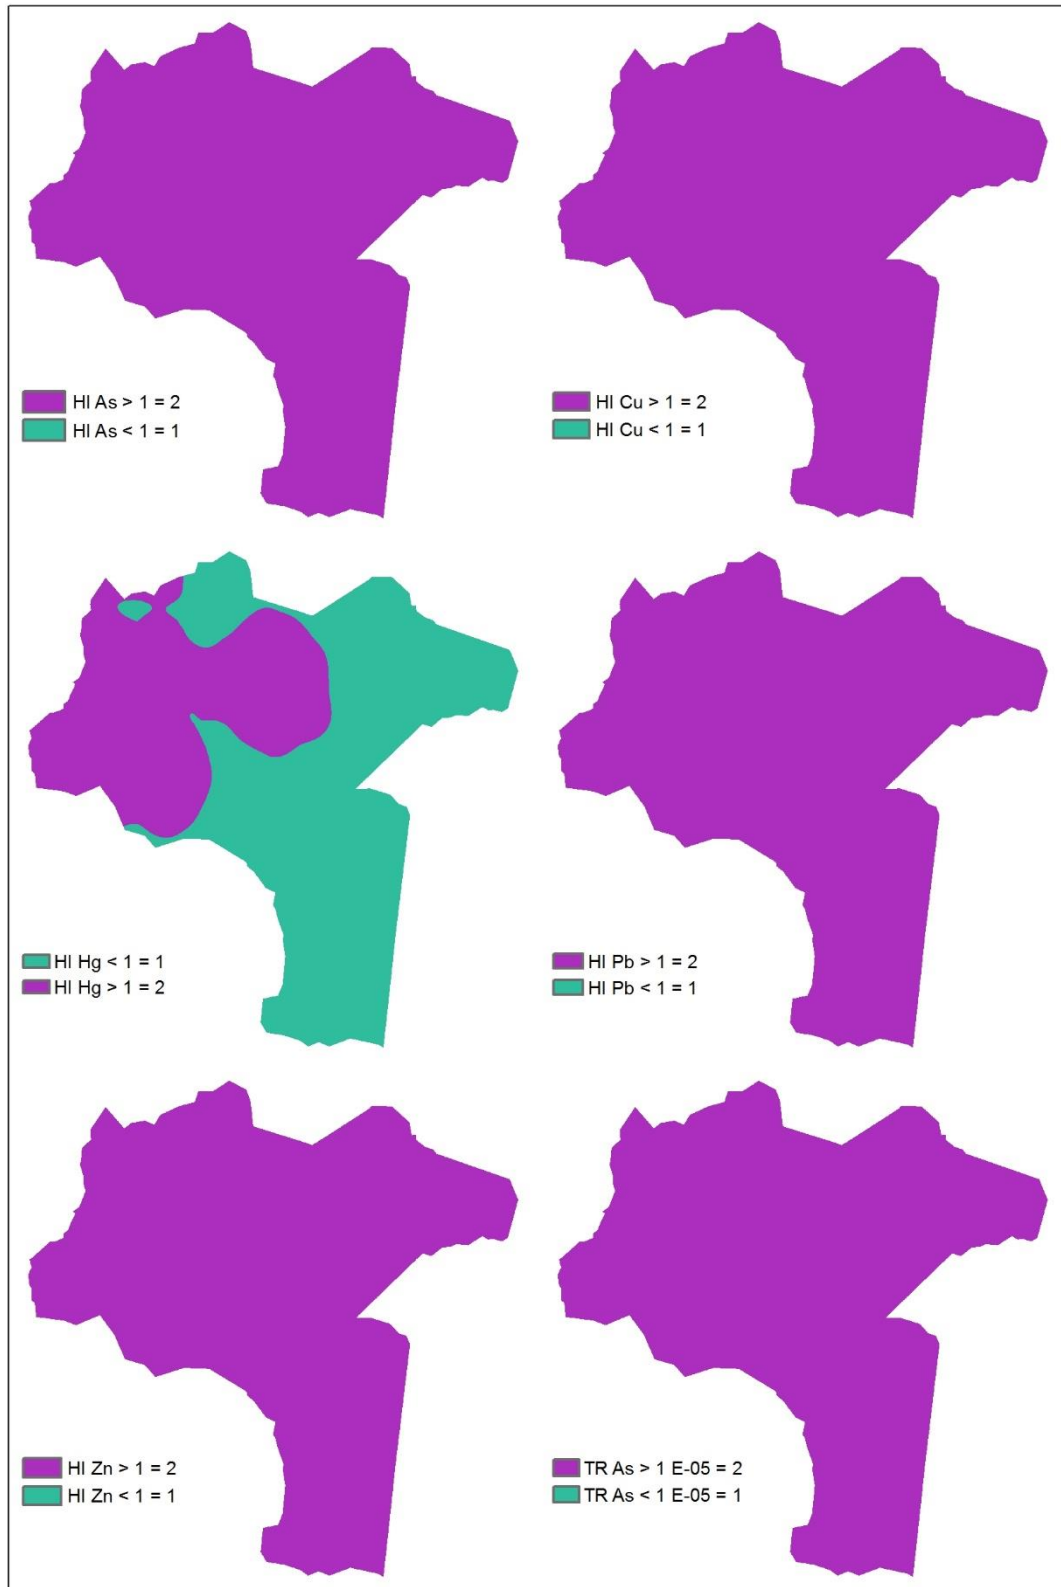 HI As > 1 = 2
HI As < 1 = 1
HI Cu > 1 = 2
HI Cu < 1 = 1
HI Hg < 1 = 1
HI Hg > 1 = 2
HI Pb > 1 = 2
HI Pb < 1 = 1
HI Zn > 1 = 2
HI Zn < 1 = 1
TR As > 1 E-05 = 2
TR As < 1 E-05 = 1